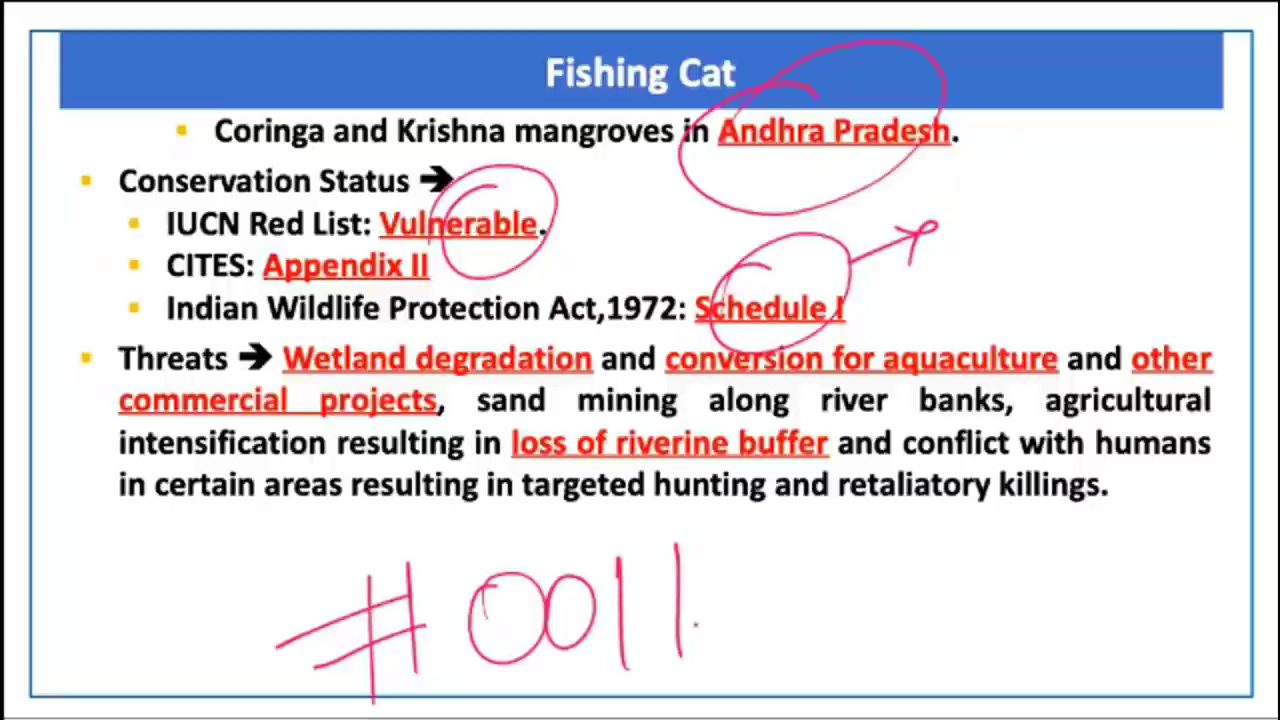 Fishing Cat
Coringa and Krishna mangroves in Andhra Pradesh.
Conservation Status ➔
IUCN Red List: Vulnerable.
CITES: Appendix II
Indian Wildlife Protection Act,1972: Schedule I
Threats ➔ Wetland degradation and conversion for aquaculture and other
commercial projects, sand mining along river banks, agricultural
intensification resulting in loss of riverine buffer and conflict with humans
in certain areas resulting in targeted hunting and retaliatory killings.
#0011